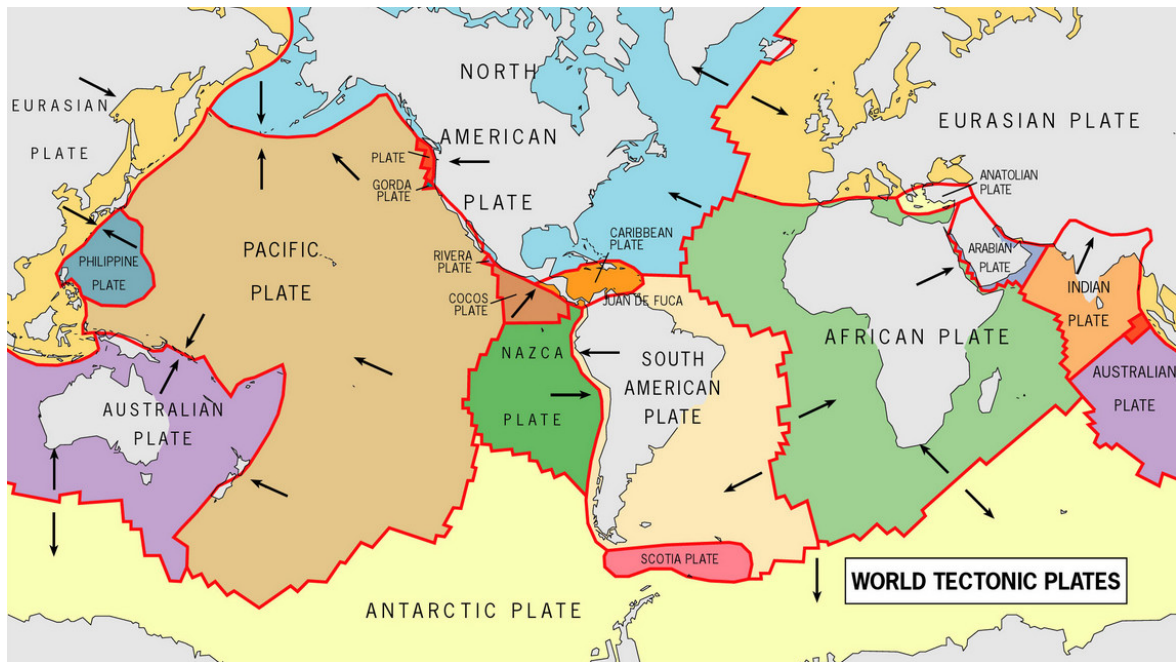 NORTH
AMERICAN
PLATE
EURASIAN
PLATE
EURASIAN PLATE
ANATOLIAN
PLATE
PLATE
GORDA
PLATE
CARIBBEAN
PLATE
PACIFIC
PLATE
PHILIPPINE
PLATE
RIVERA
PLATE
COCOS
PLATE
JUAN DE FUCA
ARABIAN
PLATE
INDIAN
PLATE
AFRICAN PLATE
NAZCA
PLATE
SOUTH
AMERICAN
PLATE
AUSTRALIAN
PLATE
AUSTRALIAN
PLATE
SCOTIA PLATE
ANTARCTIC PLATE
WORLD TECTONIC PLATES